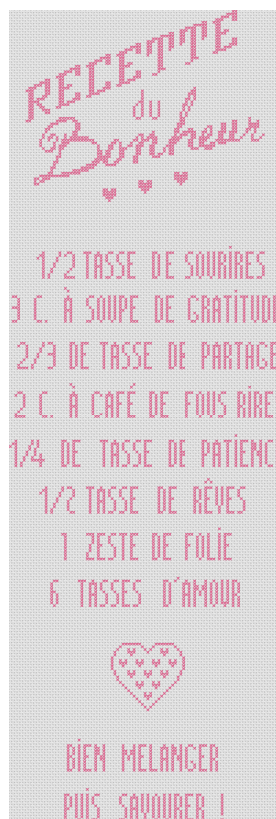 RECETTE
du
Bonheur
1/2 TASSE DE SOURIRES
3 C. À SOUPE DE GRATITUDE
2/3 DE TASSE DE PARTAGE
2 C. À CAFÉ DE FOUS RIRE
1/4 DE TASSE DE PATIENC
1/2 TASSE DE RÊVES
1 ZESTE DE FOLIE
6 TASSES D'AMOUR
BIEN MELANGER
PUIS SAVOURER !